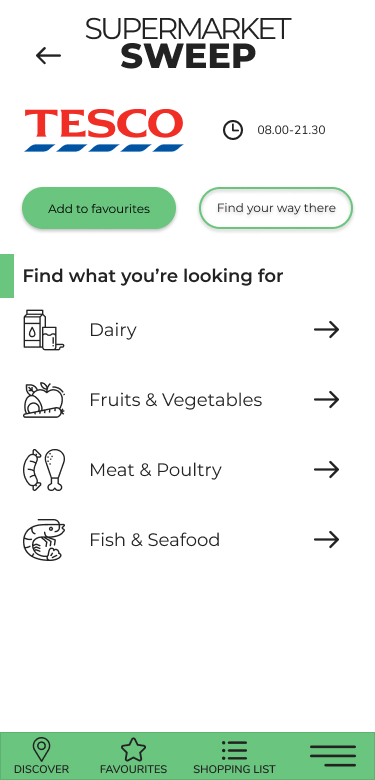 SUPERMARKET
SWEEP
TESCO
08.00-21.30
Add to favourites
Find your way there
Find what you’re looking for
Dairy
Fruits & Vegetables
Meat & Poultry
Fish & Seafood
DISCOVER
FAVOURITES
SHOPPING LIST